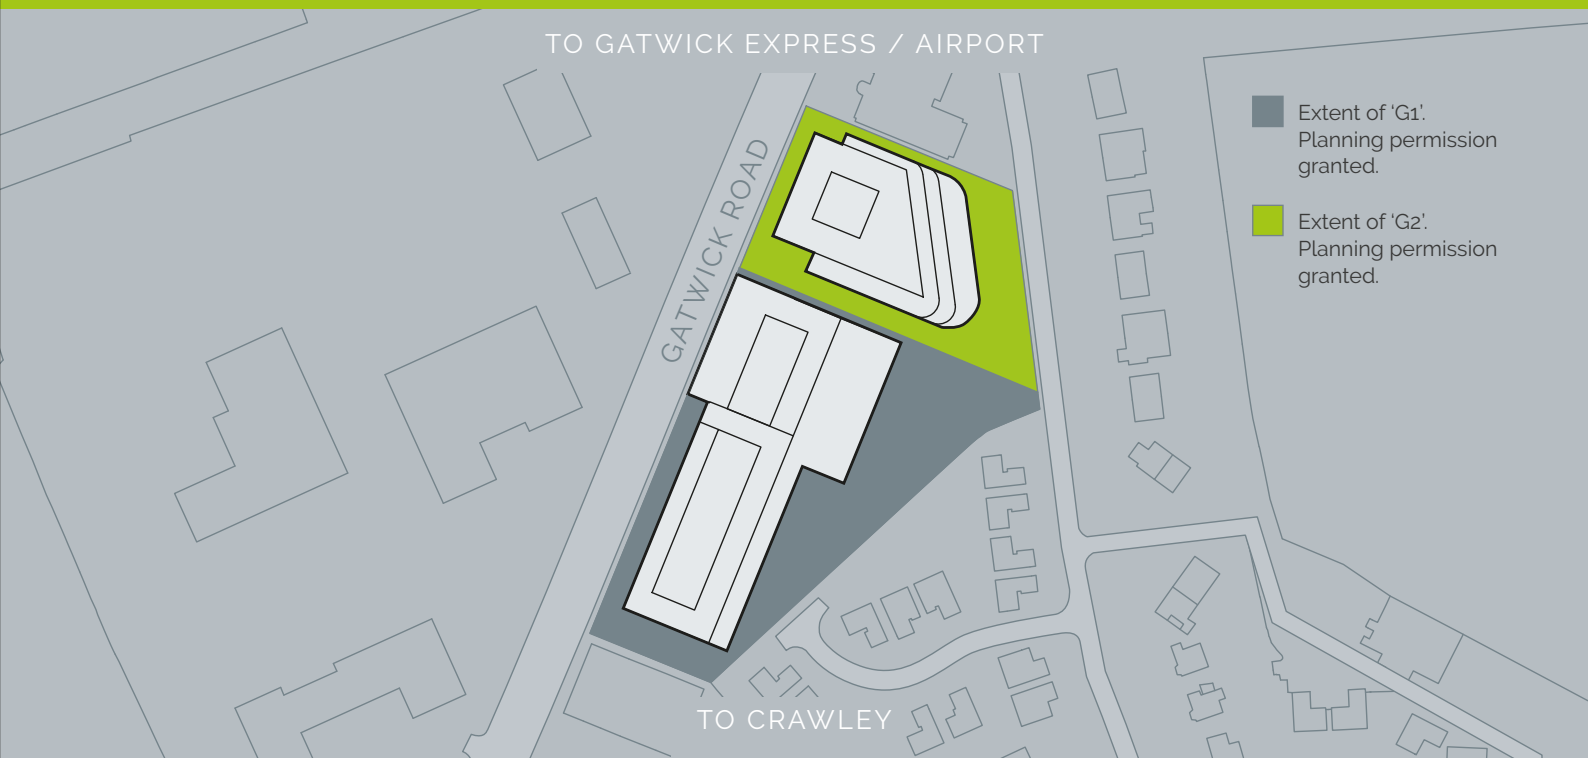 TO GATWICK EXPRESS / AIRPORT
GATWICK ROAD
Extent of ‘G1’.
Planning permission
granted.
Extent of ‘G2’.
Planning permission
granted.
TO CRAWLEY